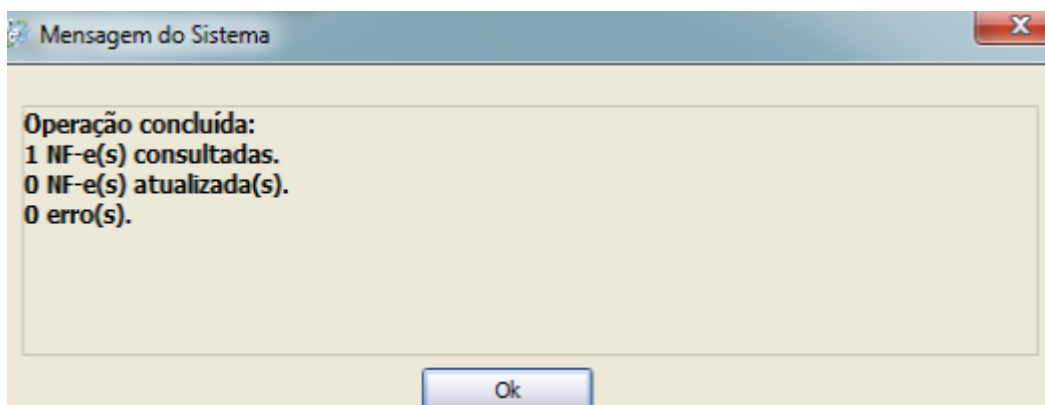 Mensagem do Sistema
Operação concluída:
1 NF-e(s) consultadas.
0 NF-e(s) atualizada(s).
0 erro(s).
Ok